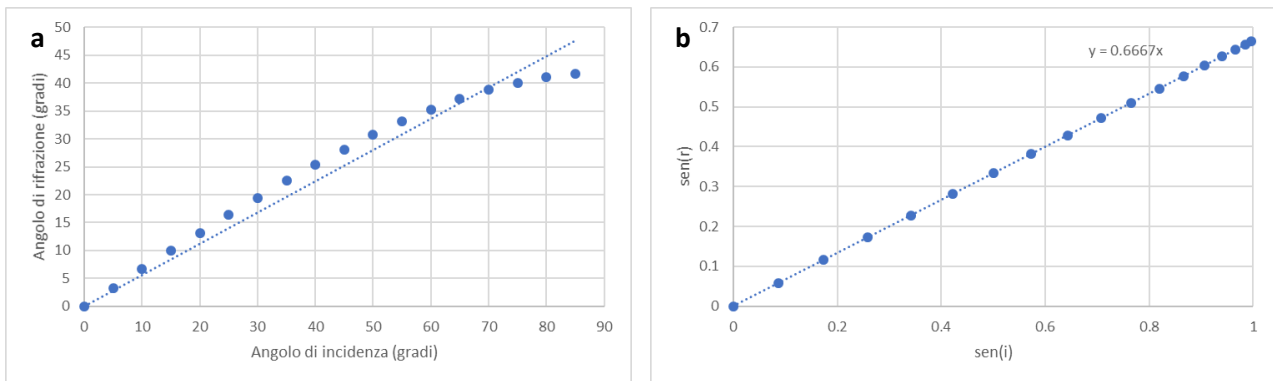 a
50
45
40
35
30
25
20
15
10
5
0
Angolo di rifrazione (gradi)
0 10 20 30 40 50 60 70 80 90
Angolo di incidenza (gradi)
b
y = 0.6667x
0.7
0.6
0.5
0.4
0.3
0.2
0.1
0
sen(r)
0 0.2 0.4 0.6 0.8 1
sen(i)